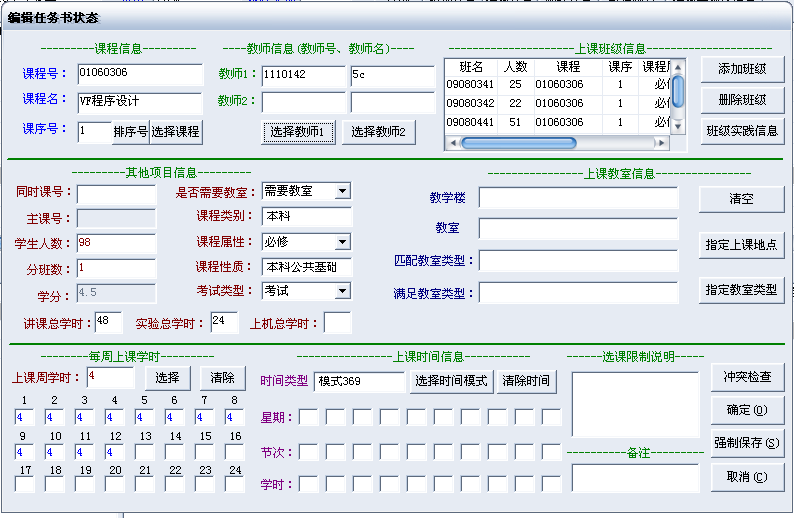 编辑任务书状态
----------课程信息----------
课程号： 01060306
课程名： VF程序设计
课序号： 1 排序号 选择课程
----教师信息(教师号、教师名)----
教师1： 1110142 5c
教师2：
选择教师1 选择教师2
--------------------上课班级信息--------------------
班名 人数 课程 课序
09080341 25 01060306 1
09080342 22 01060306 1
09080441 51 01060306 1
添加班级
删除班级
班级实践信息
---------其他项目信息---------
同时课号：
主课号：
学生人数： 98
分班数： 1
学分： 4.5
是否需要教室： 需要教室
课程类别： 本科
课程属性： 必修
课程性质： 本科公共基础
考试类型： 考试
讲课总学时： 48 实验总学时： 24 上机总学时：
--------------------上课教室信息--------------------
教学楼
教室
匹配教室类型：
满足教室类型：
清空
指定上课地点
指定教室类型
---------每周上课学时---------
上课周学时： 4 选择 清除
1 2 3 4 5 6 7 8
4 4 4 4 4 4 4 4
9 10 11 12 13 14 15 16
4 4 4 4
17 18 19 20 21 22 23 24
--------------------上课时间信息--------------------
时间类型 模式369 选择时间模式 清除时间
星期：
节次：
学时：
-----选课限制说明-----
----------备注----------
冲突检查
确定(O)
强制保存(S)
取消(C)